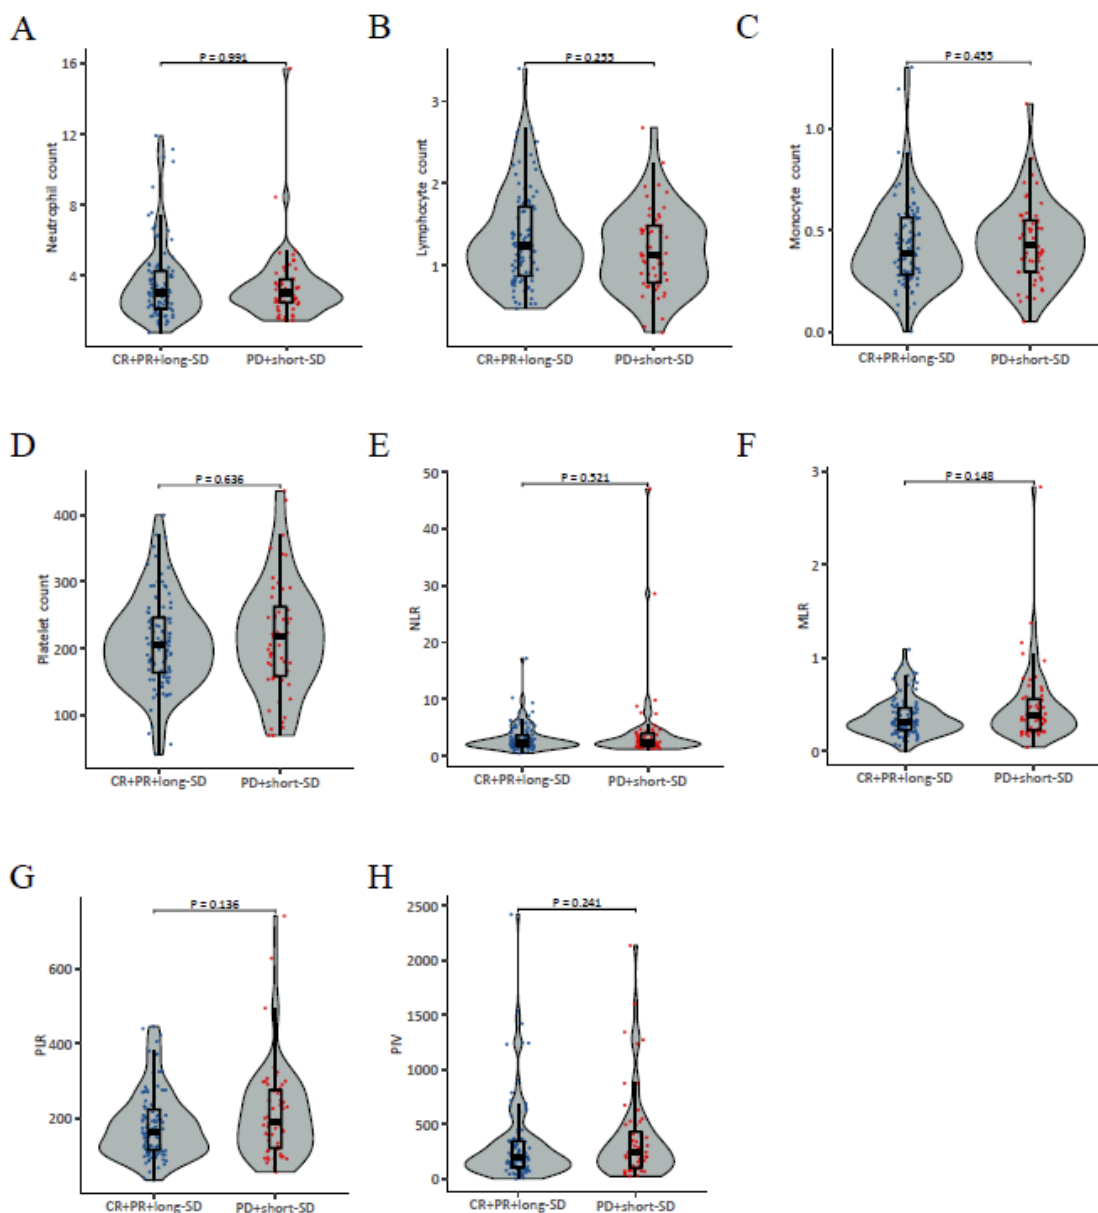 A
P = 0.991
16
12
8
4
Neutrophil count
CR+PR+long-SD
PD+short-SD
B
P = 0.255
3
2
1
Lymphocyte count
CR+PR+long-SD
PD+short-SD
C
P = 0.455
1.0
0.5
0.0
Monocyte count
CR+PR+long-SD
PD+short-SD
D
P = 0.636
400
300
200
100
Platelet count
CR+PR+long-SD
PD+short-SD
E
P = 0.521
50
40
30
20
10
0
NLR
CR+PR+long-SD
PD+short-SD
F
P = 0.148
3
2
1
0
MLR
CR+PR+long-SD
PD+short-SD
G
P = 0.136
600
400
200
PLR
CR+PR+long-SD
PD+short-SD
H
P = 0.241
2500
2000
1500
1000
500
0
PIV
CR+PR+long-SD
PD+short-SD